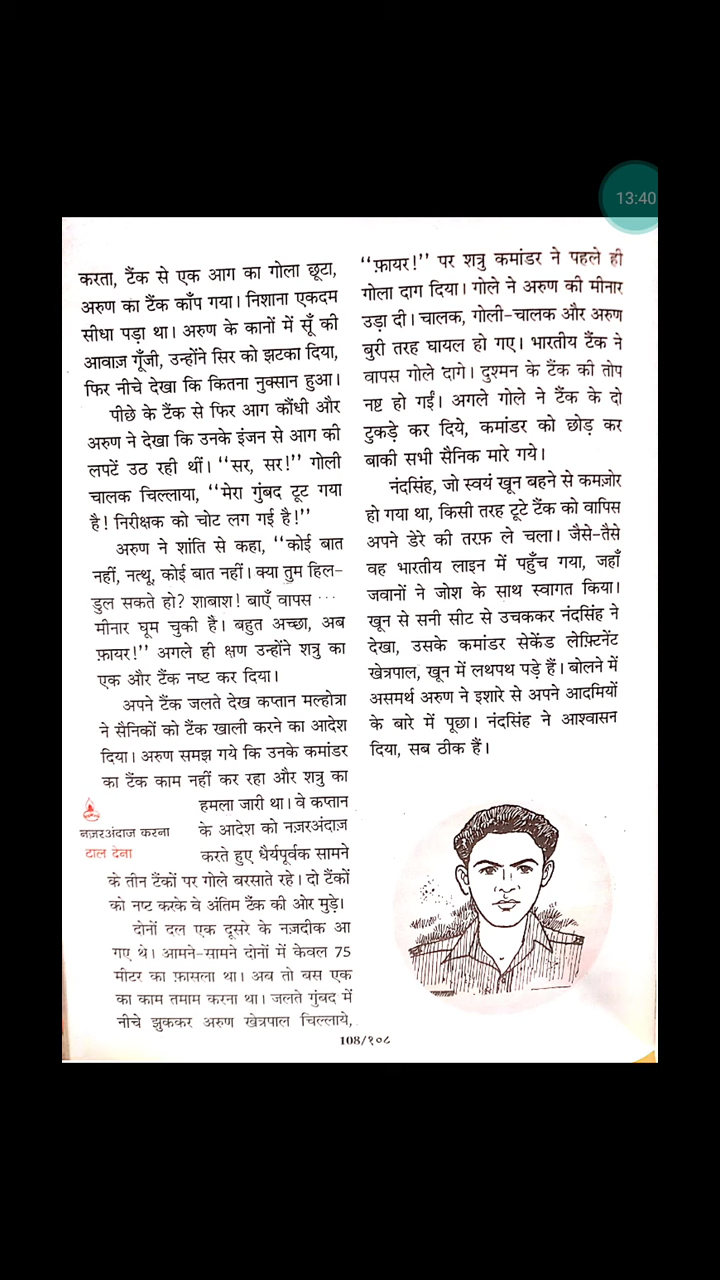 13:40
करता, टैंक से एक आग का गोला छूटा,
अरुण का टैंक काँप गया। निशाना एकदम
सीधा पड़ा था। अरुण के कानों में सूँ की
आवाज़ गूँजी, उन्होंने सिर को झटका दिया,
फिर नीचे देखा कि कितना नुक्सान हुआ।
पीछे के टैंक से फिर आग कौंधी और
अरुण ने देखा कि उनके इंजन से आग की
लपटें उठ रही थीं। ‘‘सर, सर!’’ गोली
चालक चिल्लाया, ‘‘मेरा गुंबद टूट गया
है! निरीक्षक को चोट लग गई है!’’
अरुण ने शांति से कहा, ‘‘कोई बात
नहीं, नत्थू, कोई बात नहीं। क्या तुम हिल-
डुल सकते हो? शाबाश! बाएँ वापस ···
मीनार घूम चुकी है। बहुत अच्छा, अब
फ़ायर!’’ अगले ही क्षण उन्होंने शत्रु का
एक और टैंक नष्ट कर दिया।
अपने टैंक जलते देख कप्तान मल्होत्रा
ने सैनिकों को टैंक खाली करने का आदेश
दिया। अरुण समझ गये कि उनके कमांडर
का टैंक काम नहीं कर रहा और शत्रु का
हमला जारी था। वे कप्तान
के आदेश को नज़रअंदाज़
करते हुए धैर्यपूर्वक सामने
के तीन टैंकों पर गोले बरसाते रहे। दो टैंकों
को नष्ट करके वे अंतिम टैंक की ओर मुड़े।
दोनों दल एक दूसरे के नज़दीक आ
गए थे। आमने-सामने दोनों में केवल 75
मीटर का फ़ासला था। अब तो बस एक
का काम तमाम करना था। जलते गुंबद में
नीचे झुककर अरुण खेत्रपाल चिल्लाये,
नज़रअंदाज करना
टाल देना
‘‘फ़ायर!’’ पर शत्रु कमांडर ने पहले ही
गोला दाग दिया। गोले ने अरुण की मीनार
उड़ा दी। चालक, गोली-चालक और अरुण
बुरी तरह घायल हो गए। भारतीय टैंक ने
वापस गोले दागे। दुश्मन के टैंक की तोप
नष्ट हो गईं। अगले गोले ने टैंक के दो
टुकड़े कर दिये, कमांडर को छोड़ कर
बाकी सभी सैनिक मारे गये।
नंदसिंह, जो स्वयं खून बहने से कमज़ोर
हो गया था, किसी तरह टूटे टैंक को वापिस
अपने डेरे की तरफ़ ले चला। जैसे-तैसे
वह भारतीय लाइन में पहुँच गया, जहाँ
जवानों ने जोश के साथ स्वागत किया।
खून से सनी सीट से उचककर नंदसिंह ने
देखा, उसके कमांडर सेकेंड लेफ़्टिनेंट
खेत्रपाल, खून में लथपथ पड़े हैं। बोलने में
असमर्थ अरुण ने इशारे से अपने आदमियों
के बारे में पूछा। नंदसिंह ने आश्वासन
दिया, सब ठीक हैं।
108/१०८